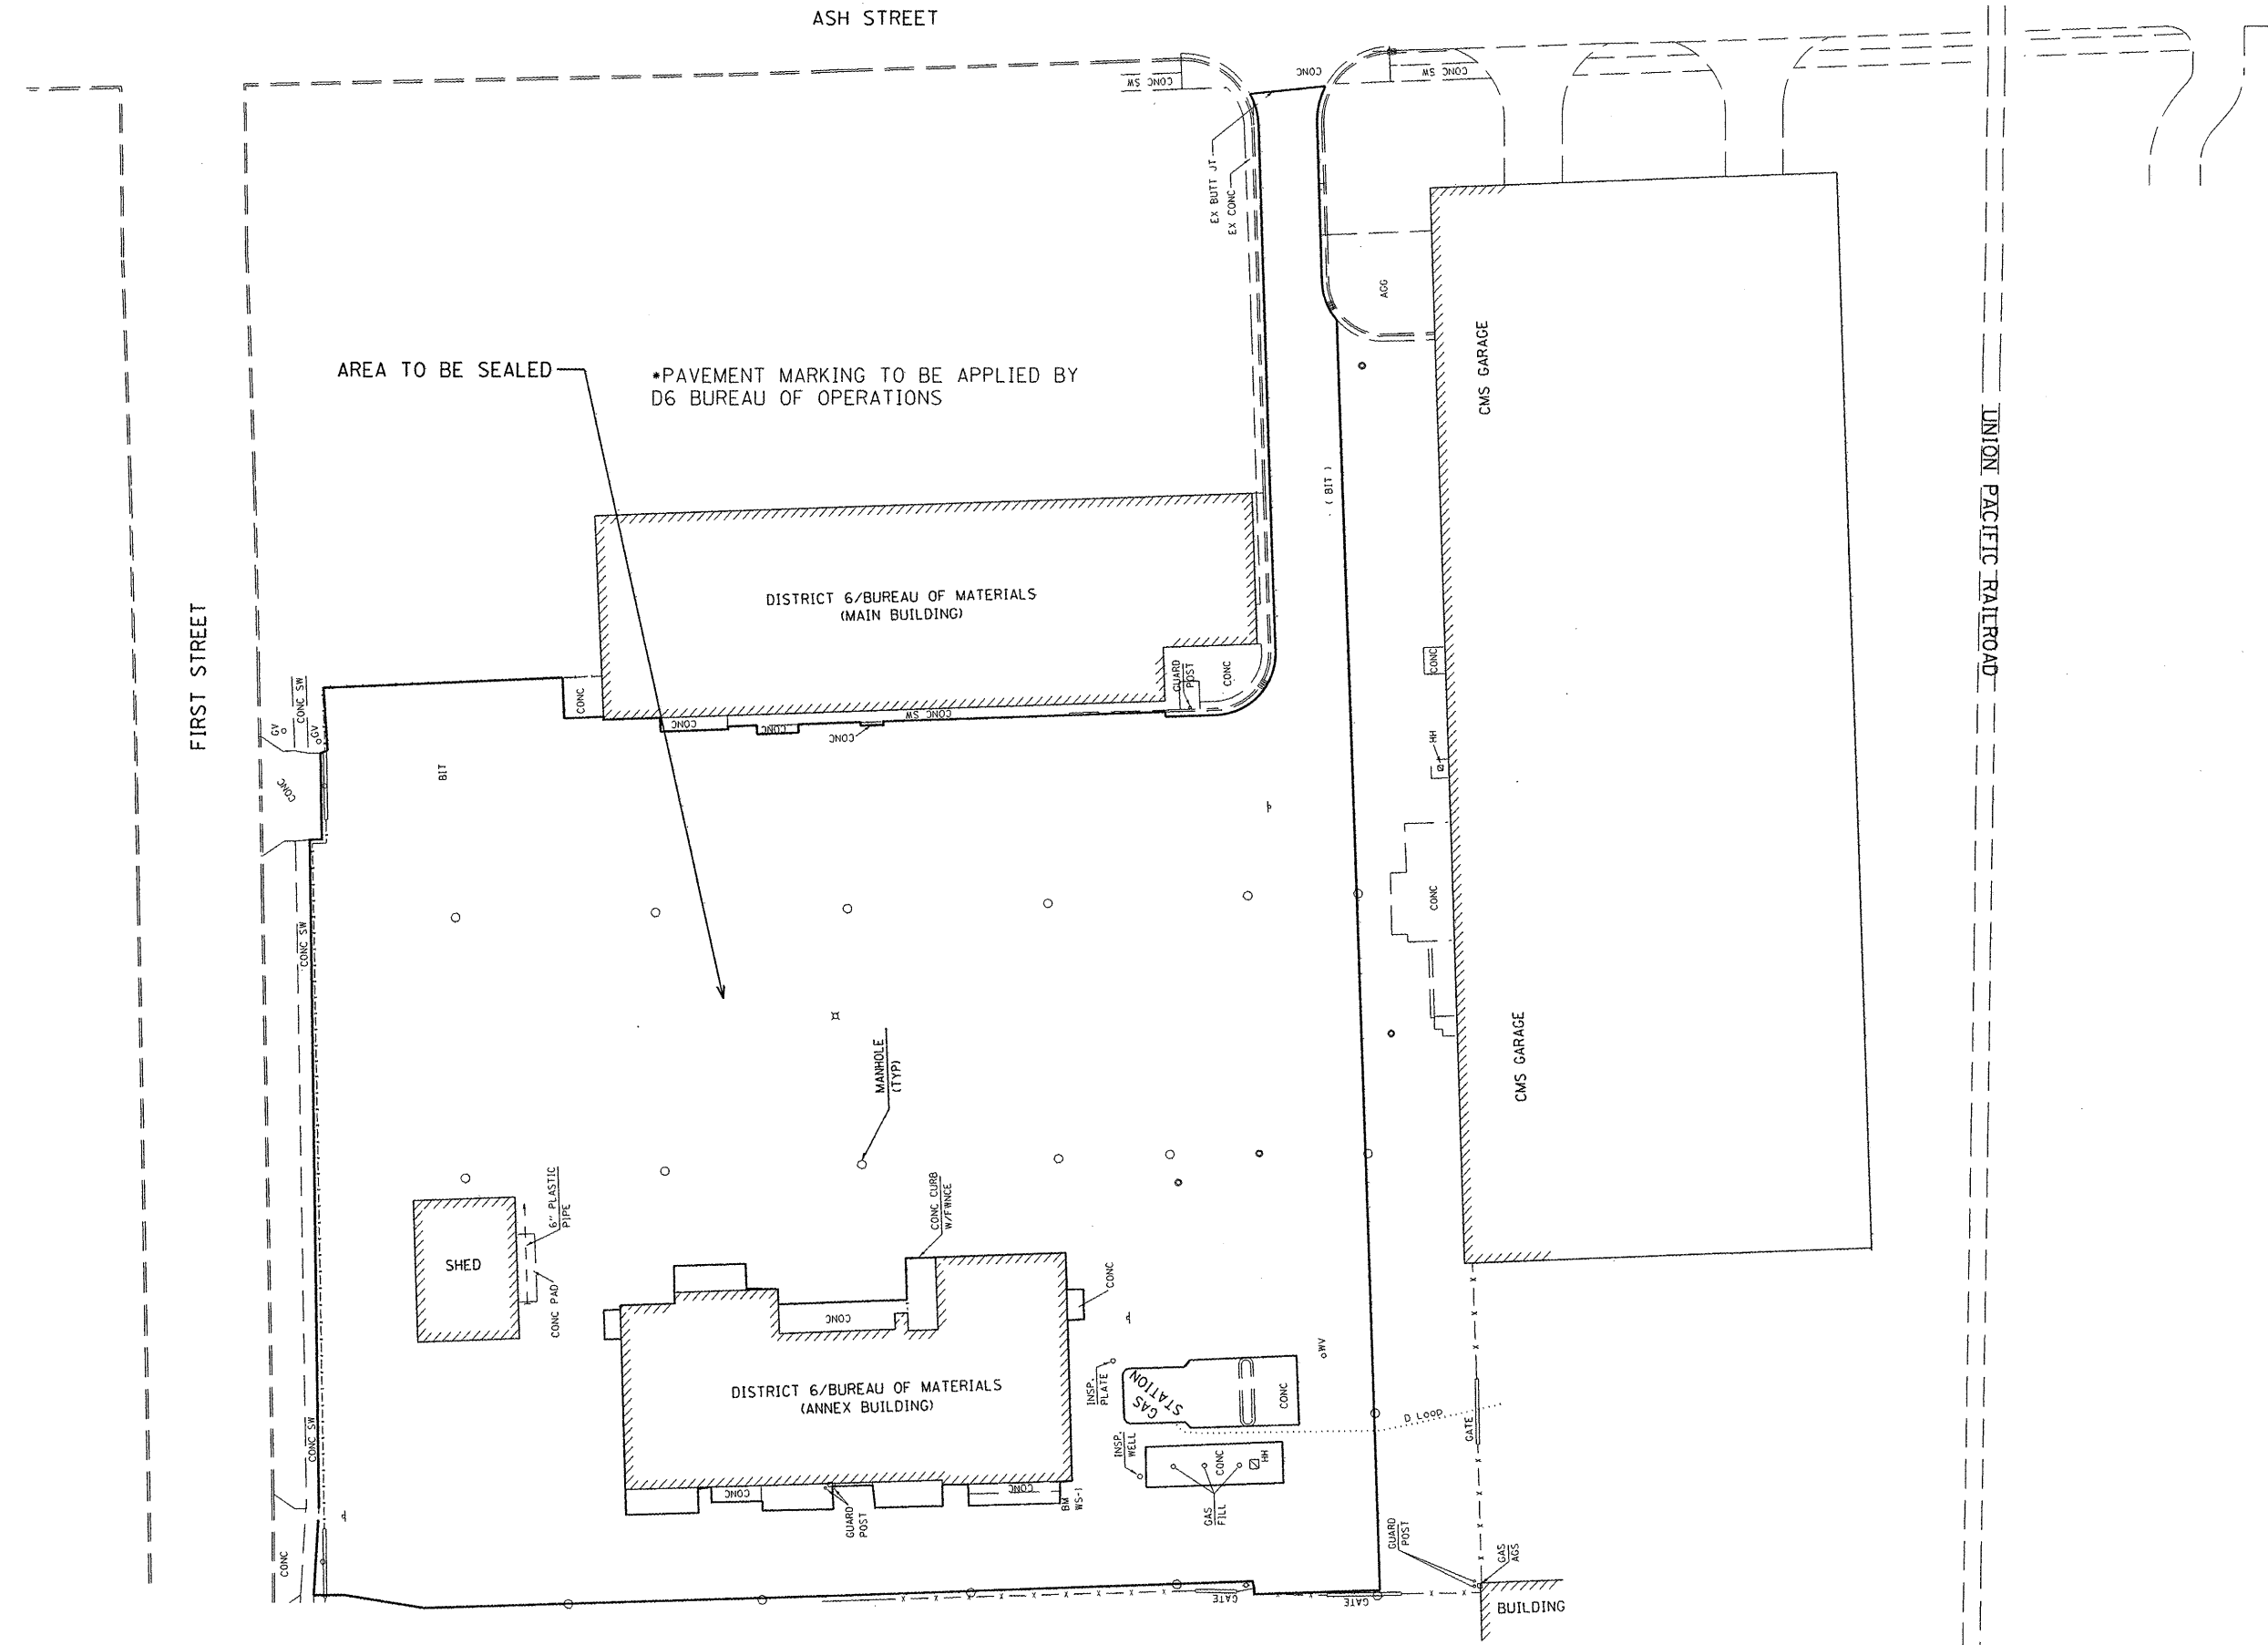 ASH STREET
CONC SW
CONC
CONC SW
EX BUTT JT
EX CONC
AGG
CMS GARAGE
UNION PACIFIC RAILROAD
AREA TO BE SEALED
*PAVEMENT MARKING TO BE APPLIED BY
D6 BUREAU OF OPERATIONS
( BIT )
DISTRICT 6/BUREAU OF MATERIALS
(MAIN BUILDING)
FIRST STREET
GUARD
POST
CONC
CONC
CONC SW
GV
GV
CONC
CONC
CONC
CONC SW
CONC
CONC
HH
BIT
CONC
CONC SW
CONC
MANHOLE
(TYP)
CMS GARAGE
6" PLASTIC
PIPE
CONC CURB
W/FWNCE
SHED
CONC PAD
CONC
CONC
WV
DISTRICT 6/BUREAU OF MATERIALS
(ANNEX BUILDING)
INSP.
PLATE
GAS
STATION
CONC
D LOOP
GATE
CONC SW
INSP.
WELL
CONC
HH
GAS
FILL
CONC
CONC
BM
WS-1
GUARD
POST
GUARD
POST
GAS
AGS
CONC
GATE
GATE
BUILDING